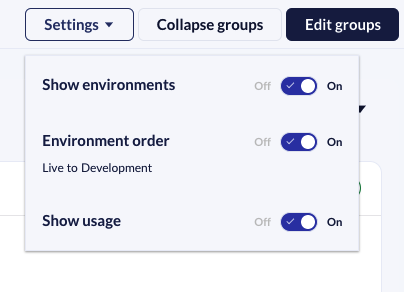 Settings
Collapse groups
Edit groups
Show environments
Off
On
Environment order
Off
On
Live to Development
Show usage
Off
On